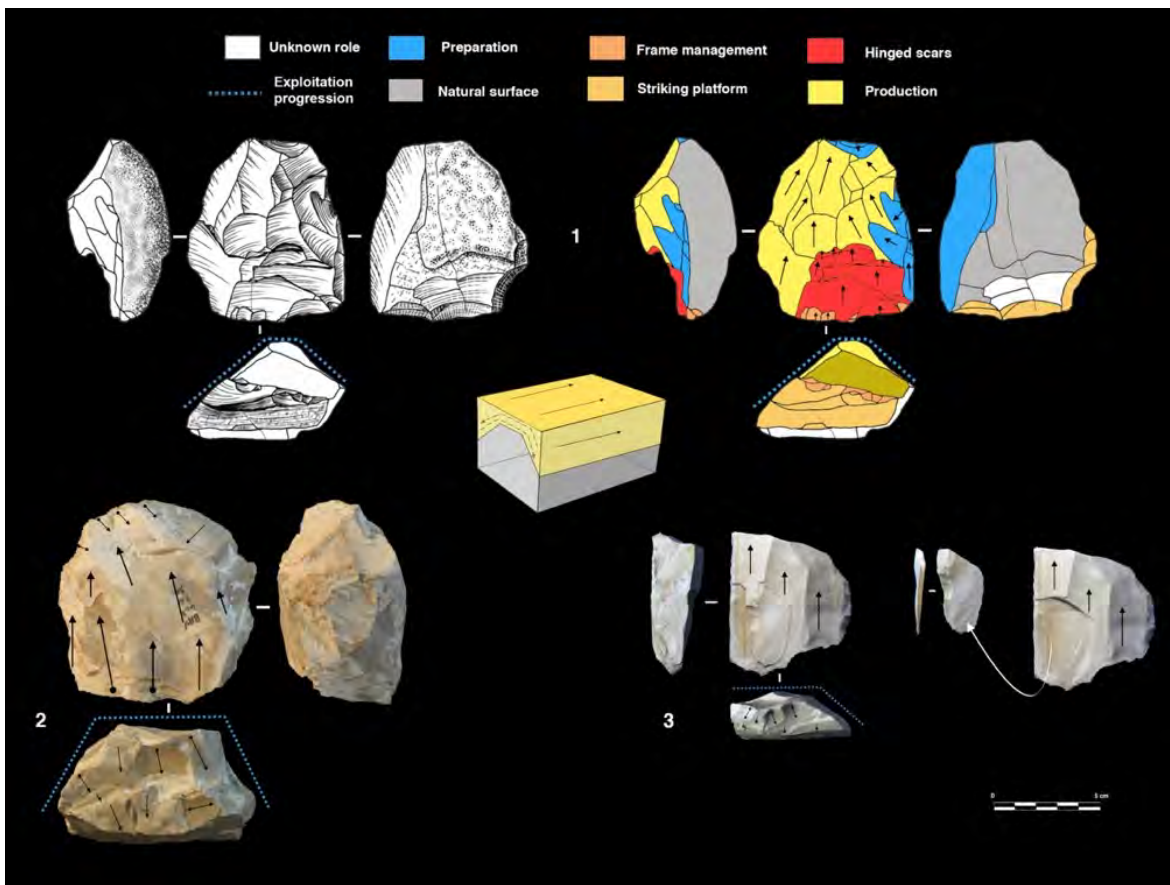 Unknown role
Preparation
Frame management
Hinged scars
Exploitation
progression
Natural surface
Striking platform
Production
1
2
3
0
5 cm